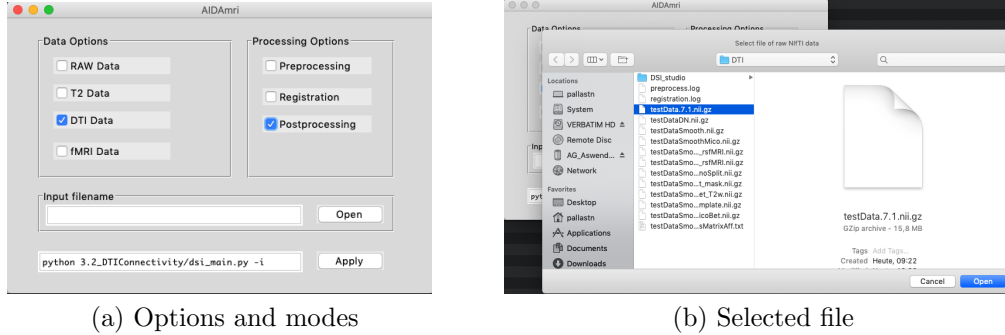 AIDAmri
Data Options
RAW Data
T2 Data
DTI Data
fMRI Data
Processing Options
Preprocessing
Registration
Postprocessing
Input filename
Open
python 3.2_DTIConnectivity/dsi_main.py -i
Apply
(a) Options and modes
AIDAmri
Data Options
Processing Options
Inp
pyt
Select file of raw NIfTI data
DTI
Locations
pallastn
System
VERBATIM HD
Remote Disc
AG_Aswend...
Network
Favorites
Desktop
pallastn
Applications
Documents
Downloads
DSI_studio
preprocess.log
registration.log
testData.7.1.nii.gz
testDataDN.nii.gz
testDataSmooth.nii.gz
testDataSmoothMico.nii.gz
testDataSmo..._rsfMRI.nii.gz
testDataSmo..._rsfMRI.nii.gz
testDataSmo...noSplit.nii.gz
testDataSmo...t_mask.nii.gz
testDataSmo...et_T2w.nii.gz
testDataSmo...mplate.nii.gz
testDataSmo...icoBet.nii.gz
testDataSmo...sMatrixAff.txt
testData.7.1.nii.gz
GZip archive - 15,8 MB
Tags Add Tags...
Created Heute, 09:22
Cancel
Open
(b) Selected file